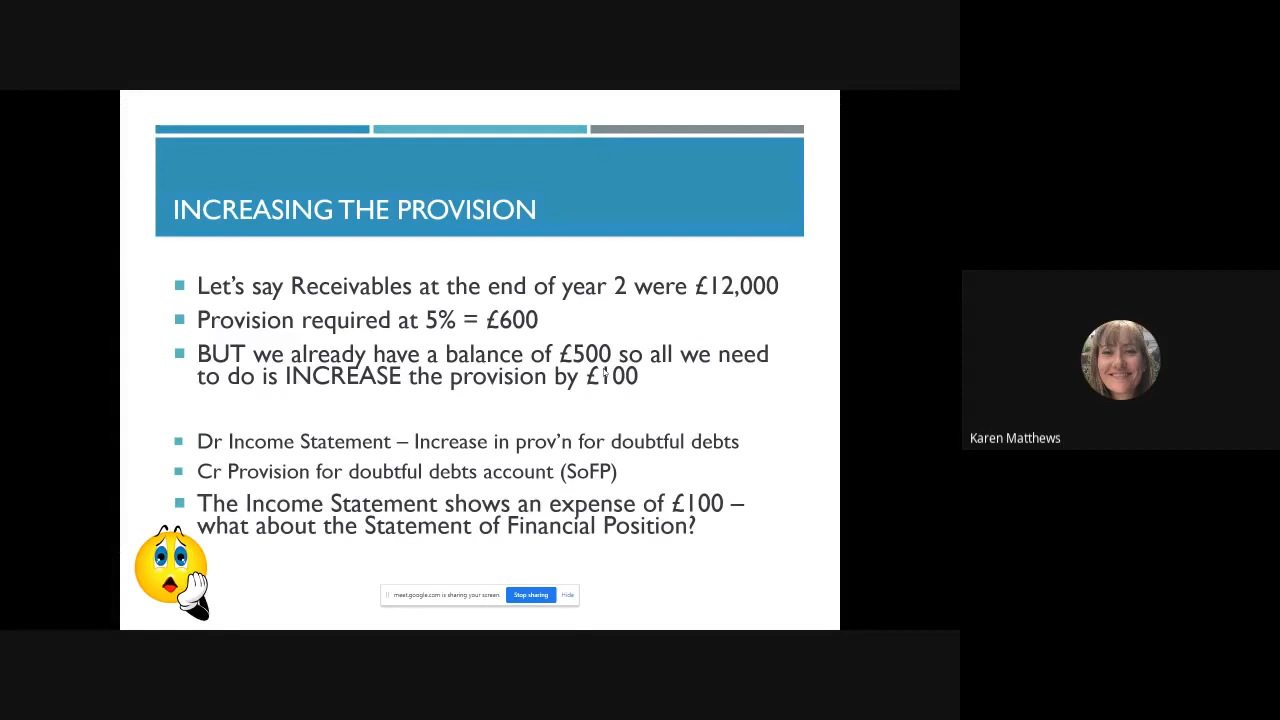 INCREASING THE PROVISION
Let's say Receivables at the end of year 2 were £12,000
Provision required at 5% = £600
BUT we already have a balance of £500 so all we need
to do is INCREASE the provision by £100
Dr Income Statement – Increase in prov'n for doubtful debts
Cr Provision for doubtful debts account (SoFP)
The Income Statement shows an expense of £100 –
what about the Statement of Financial Position?
meet.google.com is sharing your screen. Stop sharing Hide
Karen Matthews